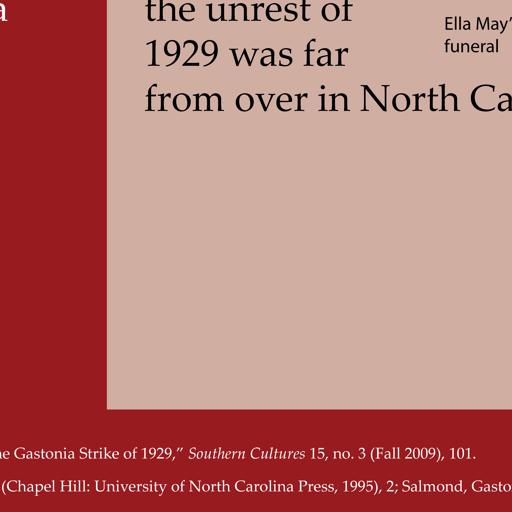 a
the unrest of
1929 was far
from over in North Ca
Ella May’
funeral
e Gastonia Strike of 1929,” Southern Cultures 15, no. 3 (Fall 2009), 101.
(Chapel Hill: University of North Carolina Press, 1995), 2; Salmond, Gasto